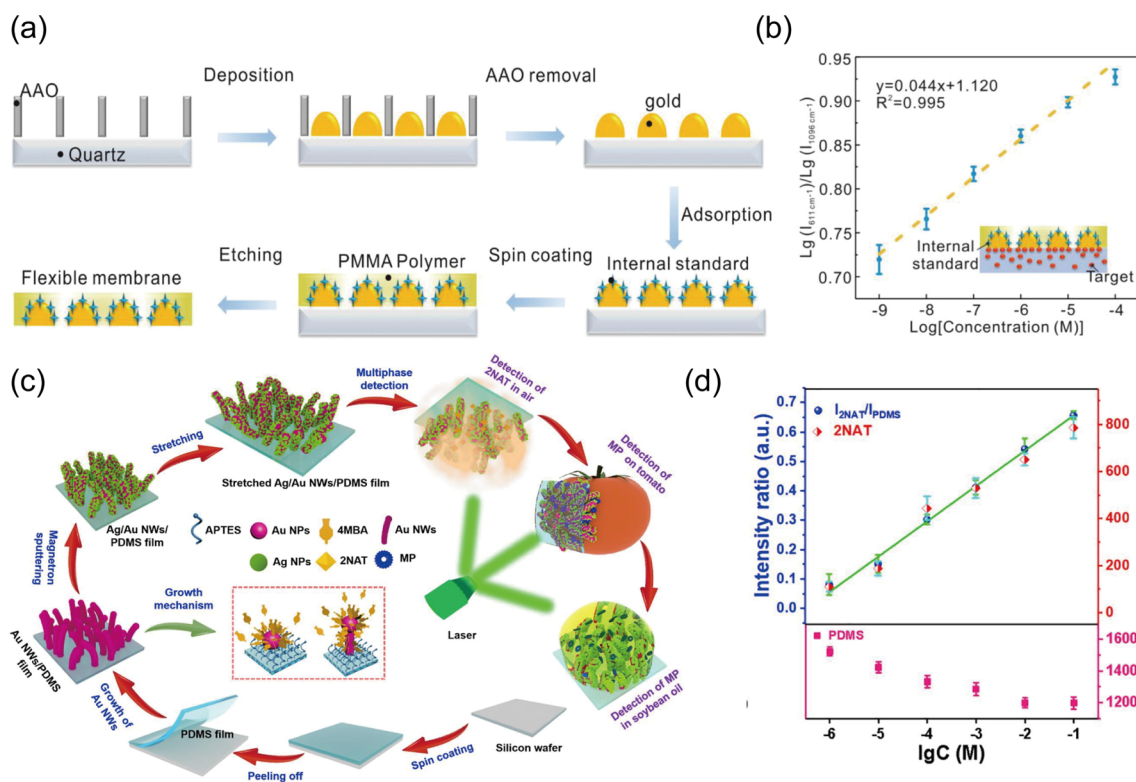 (a)
AAO
Deposition
AAO removal
gold
Quartz
Adsorption
Flexible membrane
Etching
PMMA Polymer
Spin coating
Internal standard
(b)
y=0.044x+1.120
R²=0.995
Lg (I611 cm-1)/Lg (I1096 cm-1)
0.95
0.90
0.85
0.80
0.75
0.70
Internal
standard
Target
-9
-8
-7
-6
-5
-4
Log[Concentration (M)]
(c)
Multiphase
detection
Detection of
2NAT in air
Stretching
Stretched Ag/Au NWs/PDMS film
Detection of
MP on tomato
Ag/Au NWs/
PDMS film
APTES
Au NPs
4MBA
Au NWs
Ag NPs
2NAT
MP
Magnetron
sputtering
Growth
mechanism
Laser
Au NWs/PDMS
film
Detection of MP
in soybean oil
Growth of
Au NWs
PDMS film
Silicon wafer
Peeling off
Spin coating
(d)
I2NAT/IPDMS
2NAT
Intensity ratio (a.u.)
0.7
0.6
0.5
0.4
0.3
0.2
0.1
0.0
800
600
400
200
0
PDMS
1600
1400
1200
-6
-5
-4
-3
-2
-1
lgC (M)